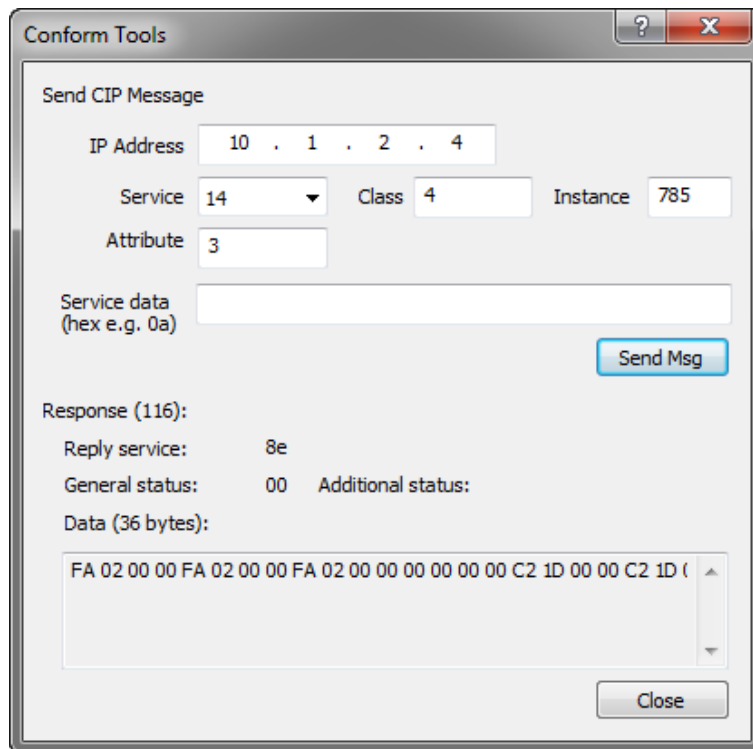 Conform Tools
Send CIP Message
IP Address 10 . 1 . 2 . 4
Service 14 Class 4 Instance 785
Attribute 3
Service data
(hex e.g. 0a)
Send Msg
Response (116):
Reply service: 8e
General status: 00 Additional status:
Data (36 bytes):
FA 02 00 00 FA 02 00 00 FA 02 00 00 00 00 00 00 C2 1D 00 00 C2 1D
Close